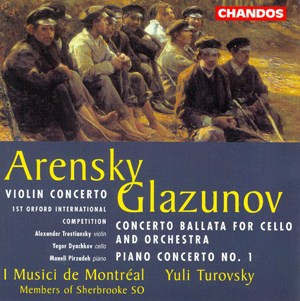 CHANDOS
Arensky
VIOLIN CONCERTO
Glazunov
1ST ORFORD INTERNATIONAL
COMPETITION
CONCERTO BALLATA FOR CELLO
AND ORCHESTRA
Alexander Trostiansky violin
Yegor Dyachkov cello
Maneli Pirzadeh piano
PIANO CONCERTO NO. 1
I Musici de Montréal
Yuli Turovsky
Members of Sherbrooke SO